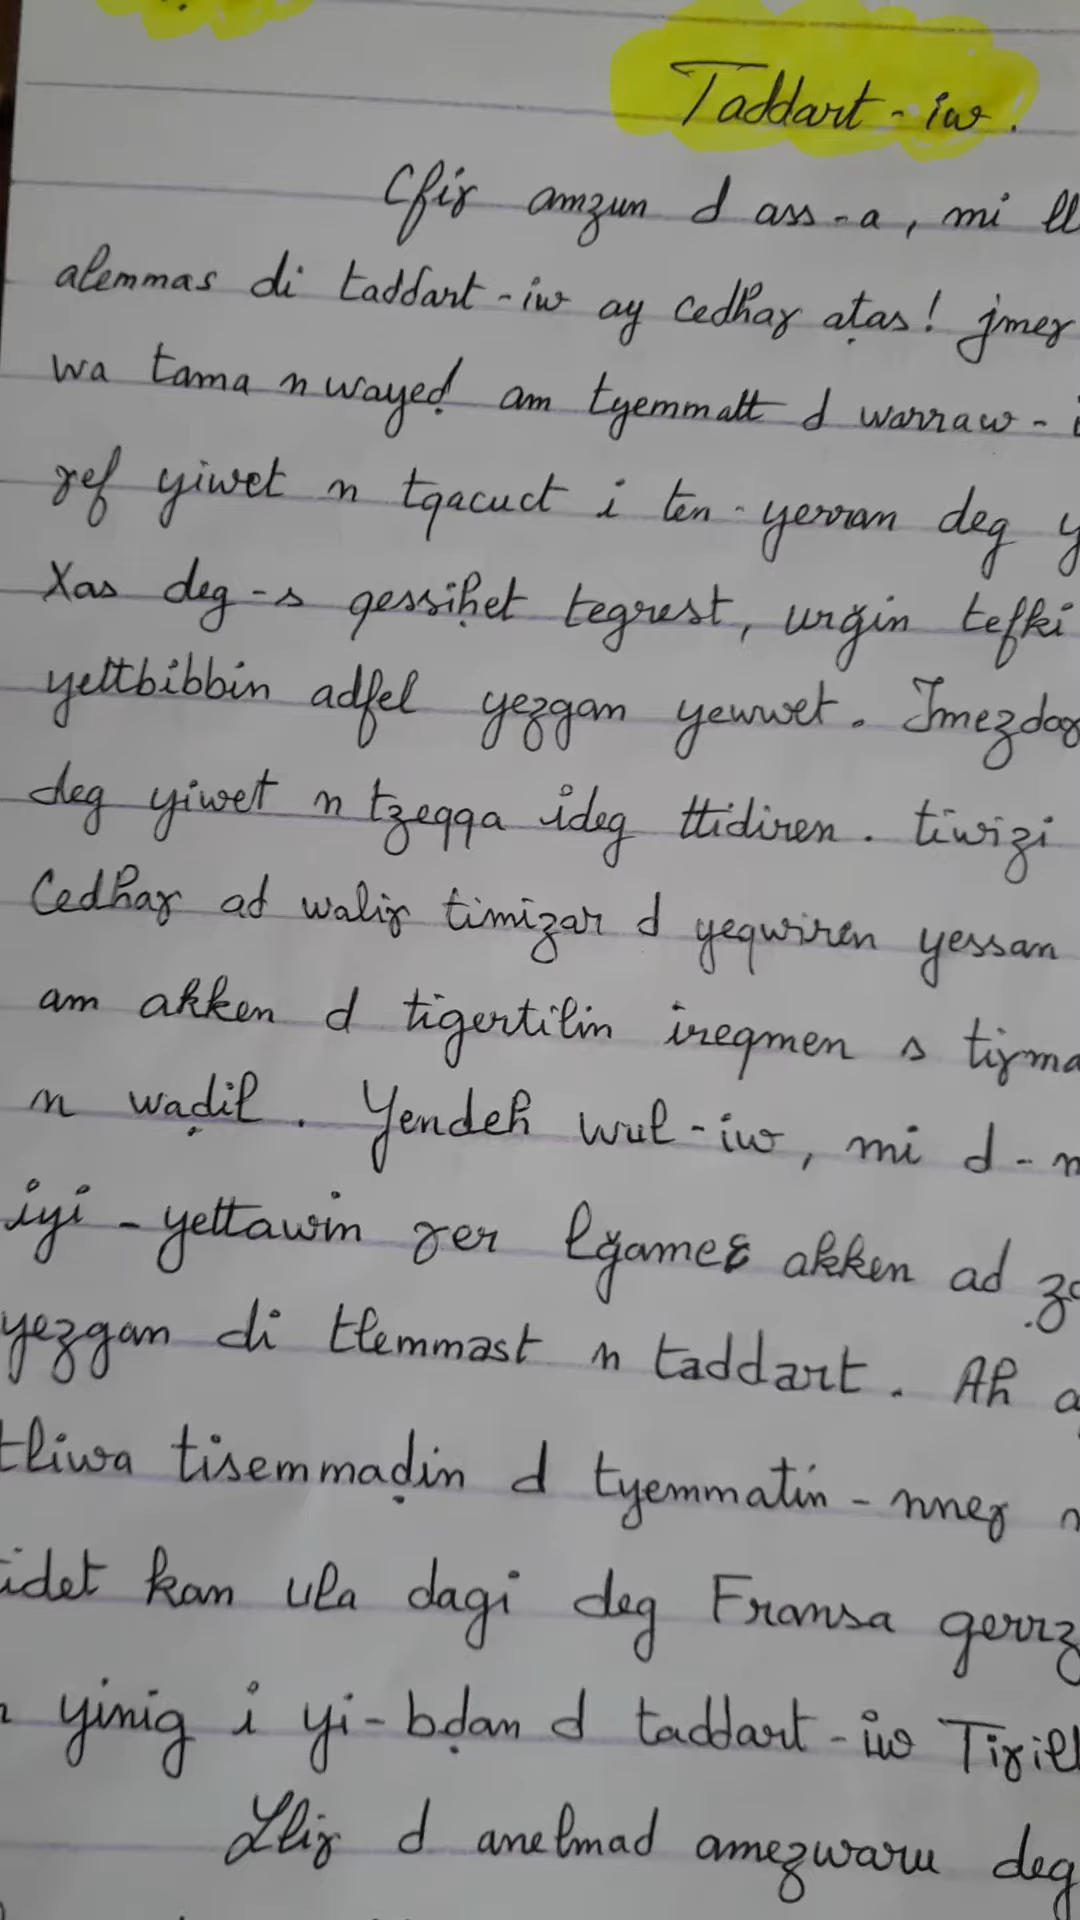 Taddart-iw.
Cfiɣ amzun d ass-a, mi ll
alemmas di taddart-iw ay cedhaɣ aṭas! jmeɣ
wa tama n wayeḍ am tyemmatt d warraw-i
ɣef yiwet n tqacuct i ten-yerran deg y
Xas deg-s qessiḥet tegrest, urǧin tefki
yettbibbin adfel yezgan yewwet. Imezdaɣ
deg yiwet n tzeqqa ideg ttidiren. tiwizi
Cedhaɣ ad waliɣ timizar d yeqwiren yessan
am akken d tigertilin ireqmen s tiɣma
n waḍil. Yendeh wul-iw, mi d-n
iyi-yettawin ɣer lǧameɛ akken ad ẓ
yezgan di tlemmast n taddart. Ah a
tliwa tisemmaḍin d tyemmatin-nneɣ n
idet kan ula dagi deg Fransa gerrz
n yinig i yi-bḍan d taddart-iw Tiɣil
Lliɣ d anelmad amezwaru deg